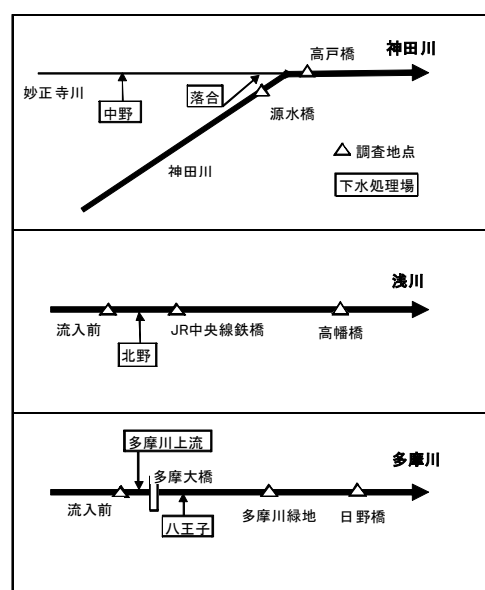 高戸橋
神田川
妙正寺川
中野
落合
源水橋
調査地点
神田川
下水処理場
浅川
流入前
JR中央線鉄橋
高幡橋
北野
多摩川上流
多摩川
多摩大橋
流入前
八王子
多摩川緑地
日野橋